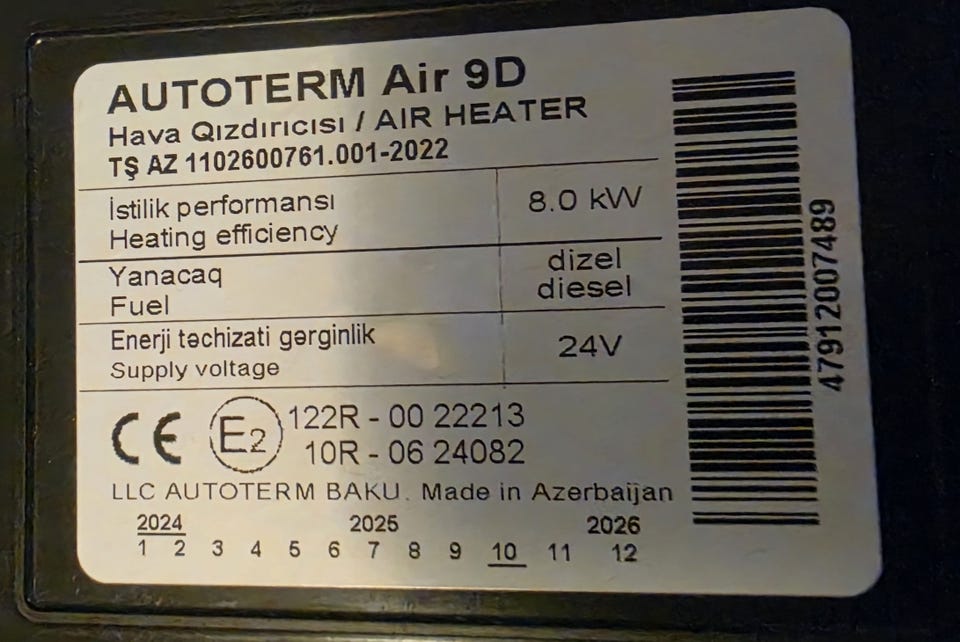 AUTOTERM Air 9D
Hava Qızdırıcısı / AIR HEATER
TŞ AZ 1102600761.001-2022
İstilik performansı
Heating efficiency
8.0 kW
Yanacaq
Fuel
dizel
diesel
Enerji təchizati gərginlik
Supply voltage
24V
CE E2 122R - 00 22213
10R - 06 24082
LLC AUTOTERM BAKU. Made in Azerbaijan
2024 2025 2026
1 2 3 4 5 6 7 8 9 10 11 12
47912007489